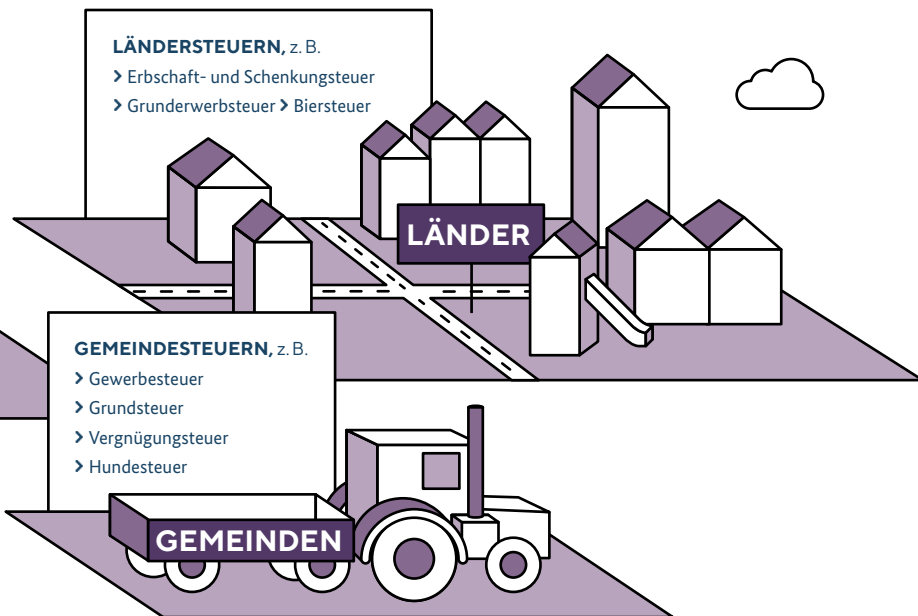 LÄNDERSTEUERN, z. B.
› Erbschaft- und Schenkungsteuer
› Grunderwerbsteuer › Biersteuer
LÄNDER
GEMEINDESTEUERN, z. B.
› Gewerbesteuer
› Grundsteuer
› Vergnügungsteuer
› Hundesteuer
GEMEINDEN